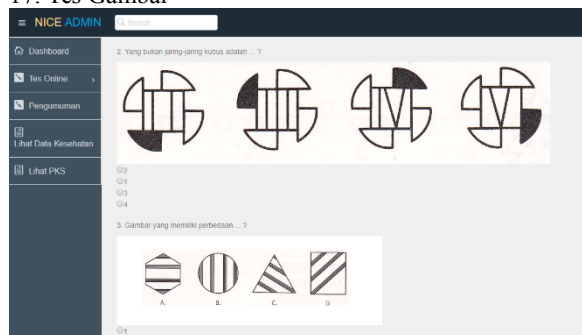 17. Tes Gambar
≡ NICE ADMIN
Search
Dashboard
Tes Online >
Pengumuman
Lihat Data Kesehatan
Lihat PKS
2. Yang bukan jaring-jaring kubus adalah ... ?
2
1
3
4
3. Gambar yang memiliki perbedaan ... ?
A. B. C. D.
1